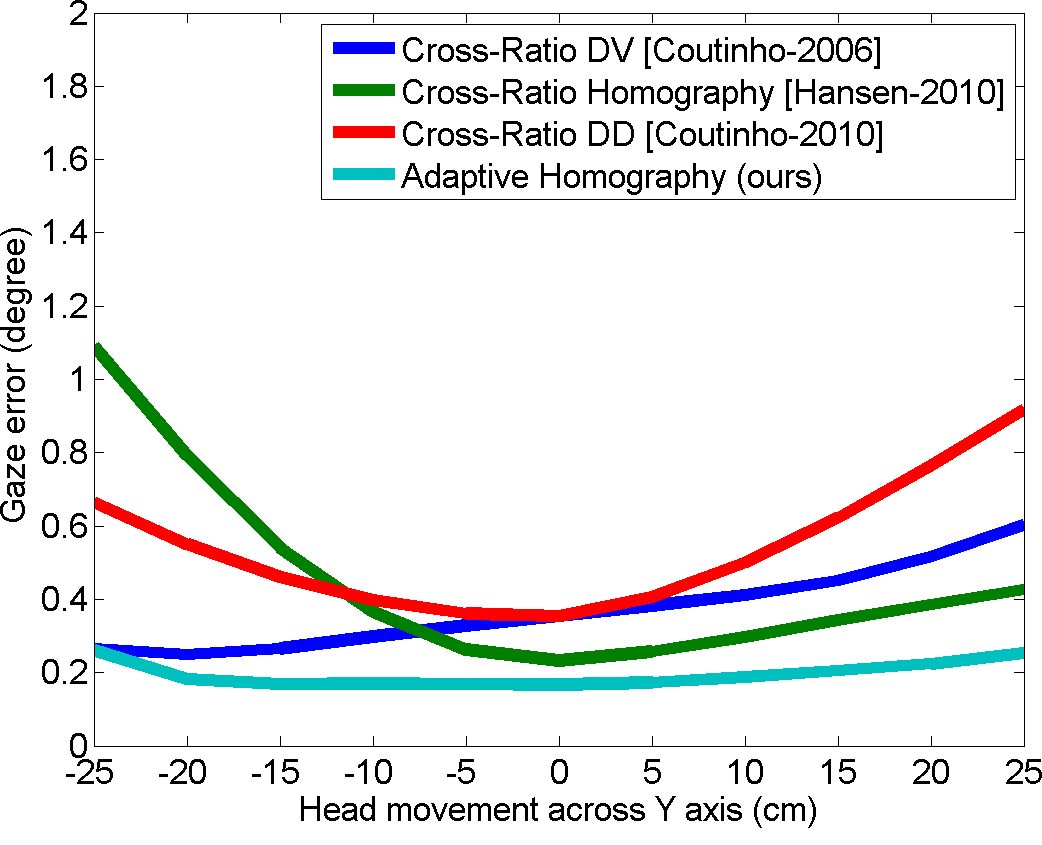 2
1.8
1.6
1.4
1.2
1
0.8
0.6
0.4
0.2
0
Gaze error (degree)
Cross-Ratio DV [Coutinho-2006]
Cross-Ratio Homography [Hansen-2010]
Cross-Ratio DD [Coutinho-2010]
Adaptive Homography (ours)
-25 -20 -15 -10 -5 0 5 10 15 20 25
Head movement across Y axis (cm)